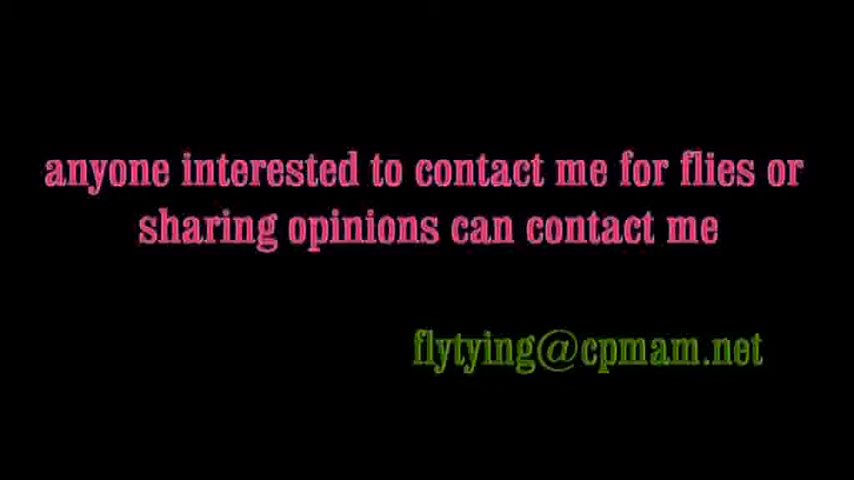 anyone interested to contact me for flies or
sharing opinions can contact me
flytying@cpmam.net